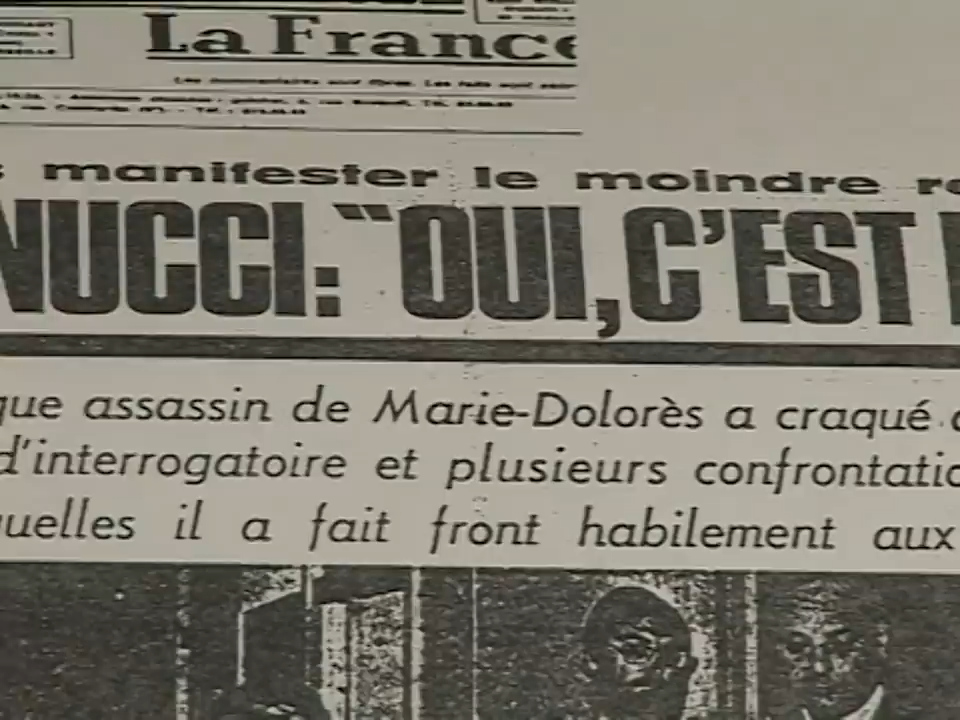 La France
manifester le moindre
NUCCI: "OUI, C'EST
que assassin de Marie-Dolorès a craqué
d'interrogatoire et plusieurs confrontatio
quelles il a fait front habilement aux